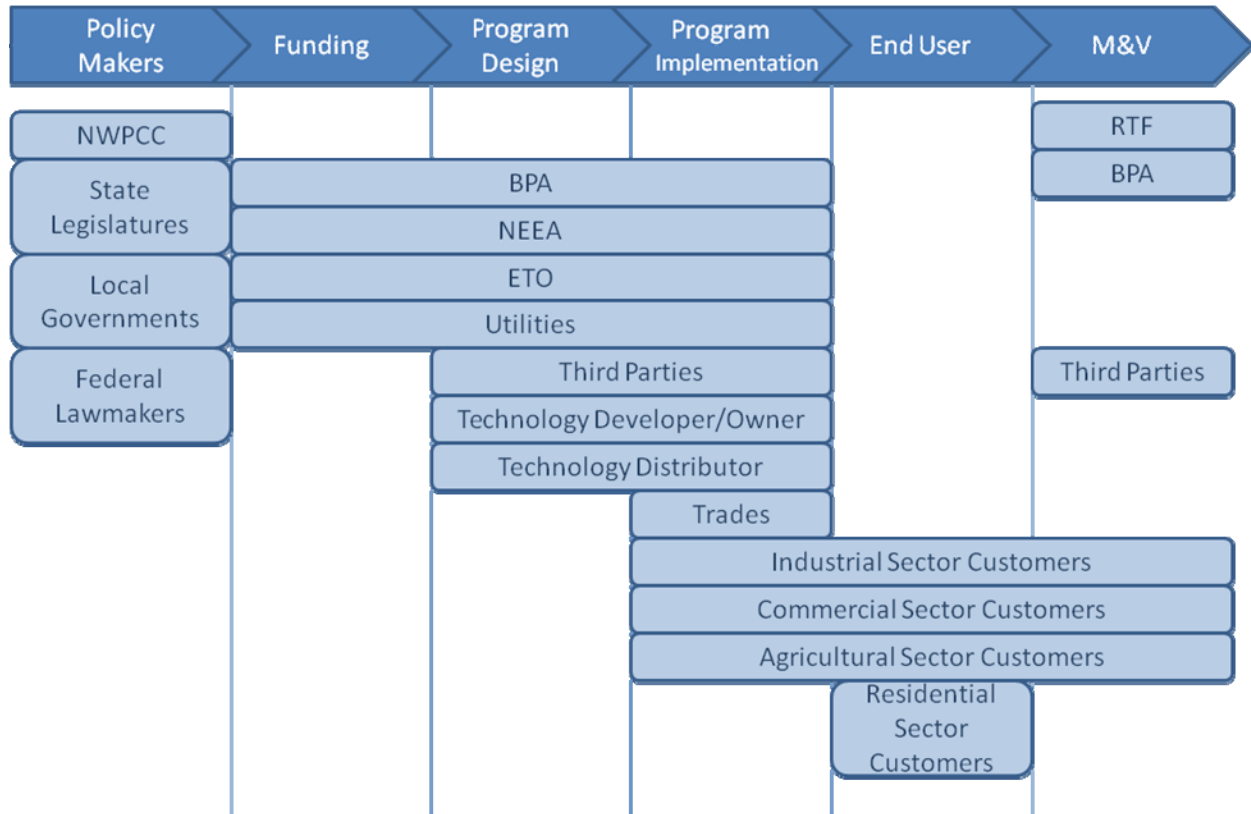 Policy
Makers
Funding
Program
Design
Program
Implementation
End User
M&V
NWPCC
RTF
State
Legislatures
BPA
BPA
NEEA
Local
Governments
ETO
Utilities
Federal
Lawmakers
Third Parties
Third Parties
Technology Developer/Owner
Technology Distributor
Trades
Industrial Sector Customers
Commercial Sector Customers
Agricultural Sector Customers
Residential
Sector
Customers